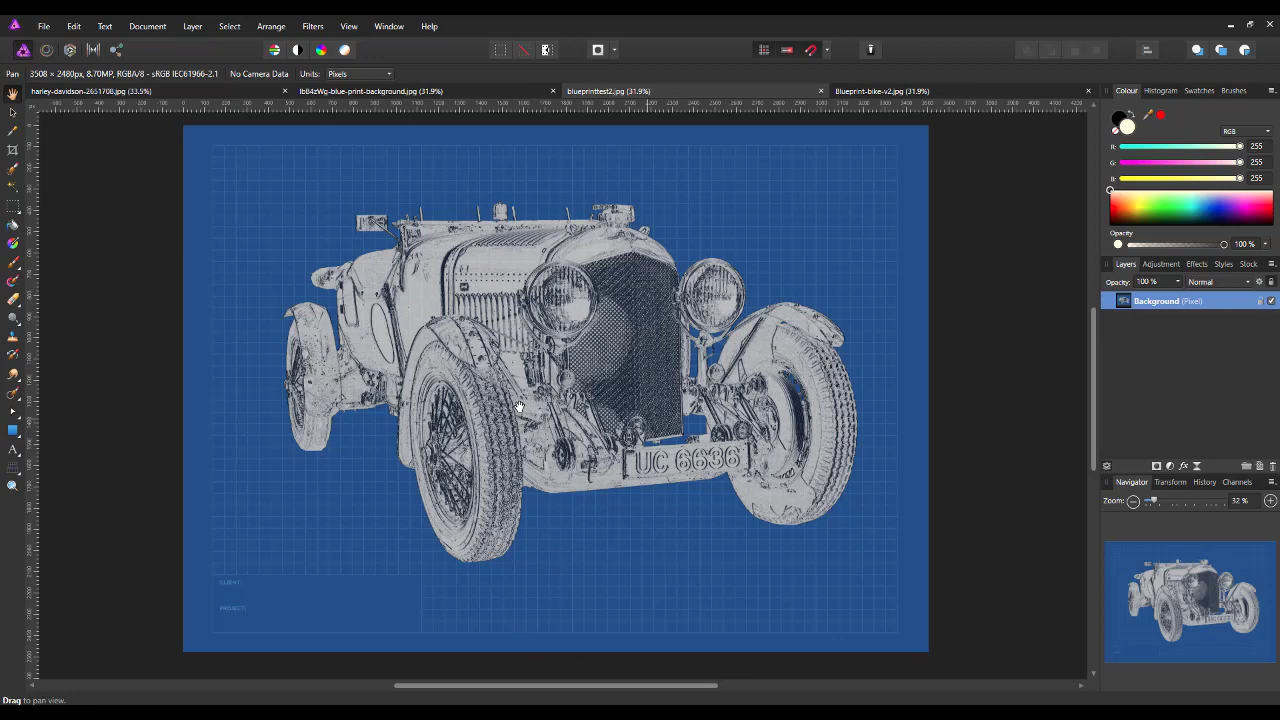 File Edit Text Document Layer Select Arrange Filters View Window Help
Pan 3508 × 2480px, 8.70MP, RGBA/8 - sRGB IEC61966-2.1 No Camera Data Units: Pixels
harley-davidson-2651708.jpg (33.5%) lbB4zWg-blue-print-background.jpg (31.9%) blueprinttest2.jpg (31.9%) Blueprint-bike-v2.jpg (31.9%)
Colour Histogram Swatches Brushes
RGB
R: 255
G: 255
B: 255
Opacity
100 %
Layers Adjustment Effects Styles Stock
Opacity: 100 % Normal
Background (Pixel)
UC 6636
Navigator Transform History Channels
Zoom: 32 %
CLIENT:
PROJECT:
Drag to pan view.